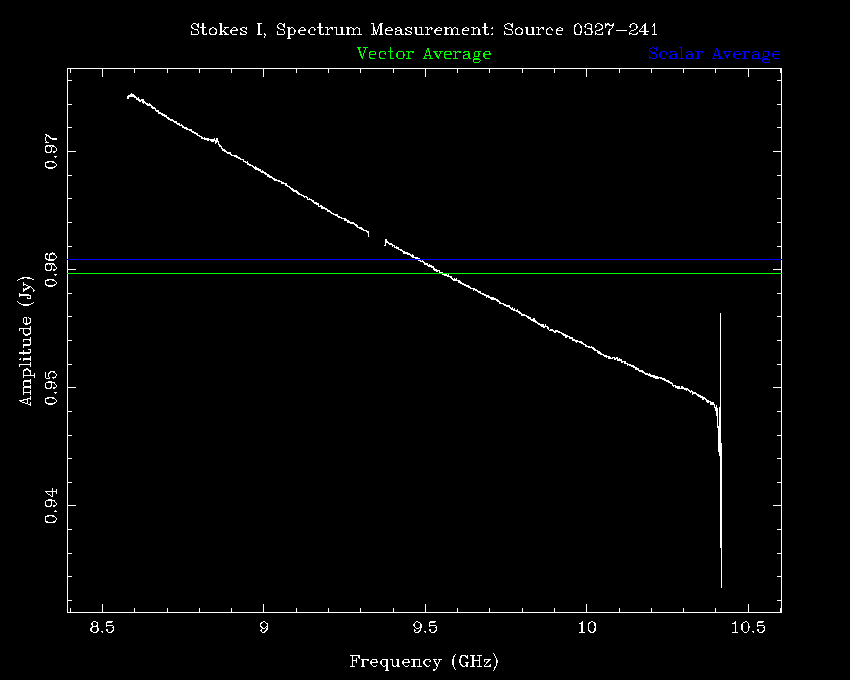 Stokes I, Spectrum Measurement: Source 0327−241
Vector Average Scalar Average
0.97
0.96
0.95
0.94
Amplitude (Jy)
8.5 9 9.5 10 10.5
Frequency (GHz)